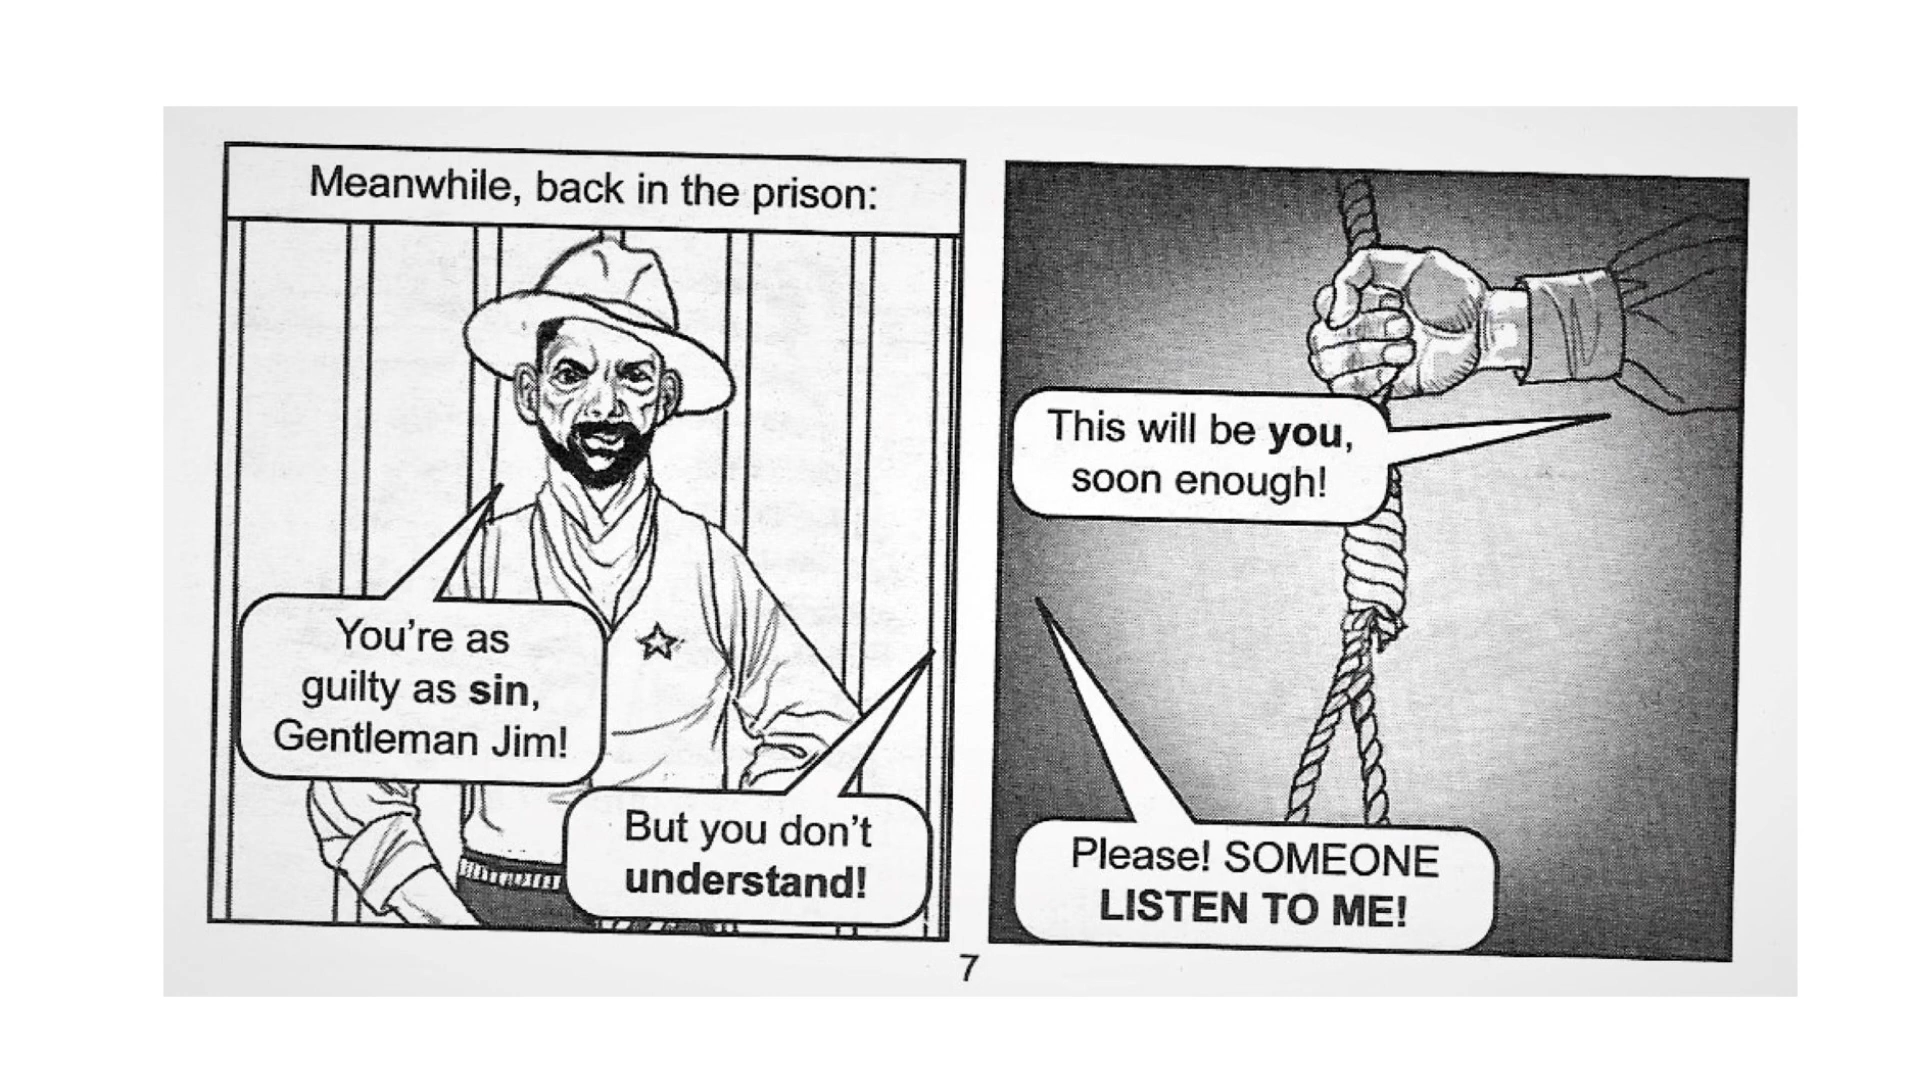 Meanwhile, back in the prison:
You're as
guilty as sin,
Gentleman Jim!
But you don't
understand!
This will be you,
soon enough!
Please! SOMEONE
LISTEN TO ME!
7